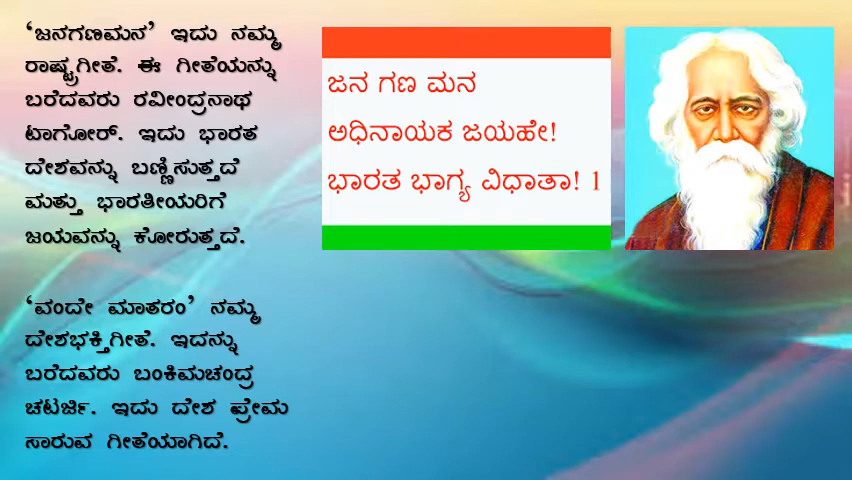 ‘ಜನಗಣಮನ’ ಇದು ನಮ್ಮ
ರಾಷ್ಟ್ರಗೀತೆ. ಈ ಗೀತೆಯನ್ನು
ಬರೆದವರು ರವೀಂದ್ರನಾಥ
ಟಾಗೋರ್. ಇದು ಭಾರತ
ದೇಶವನ್ನು ಬಣ್ಣಿಸುತ್ತದೆ
ಮತ್ತು ಭಾರತೀಯರಿಗೆ
ಜಯವನ್ನು ಕೋರುತ್ತದೆ.
‘ವಂದೇ ಮಾತರಂ’ ನಮ್ಮ
ದೇಶಭಕ್ತಿಗೀತೆ. ಇದನ್ನು
ಬರೆದವರು ಬಂಕಿಮಚಂದ್ರ
ಚಟರ್ಜಿ. ಇದು ದೇಶ ಪ್ರೇಮ
ಸಾರುವ ಗೀತೆಯಾಗಿದೆ.
ಜನ ಗಣ ಮನ
ಅಧಿನಾಯಕ ಜಯಹೇ!
ಭಾರತ ಭಾಗ್ಯ ವಿಧಾತಾ! 1